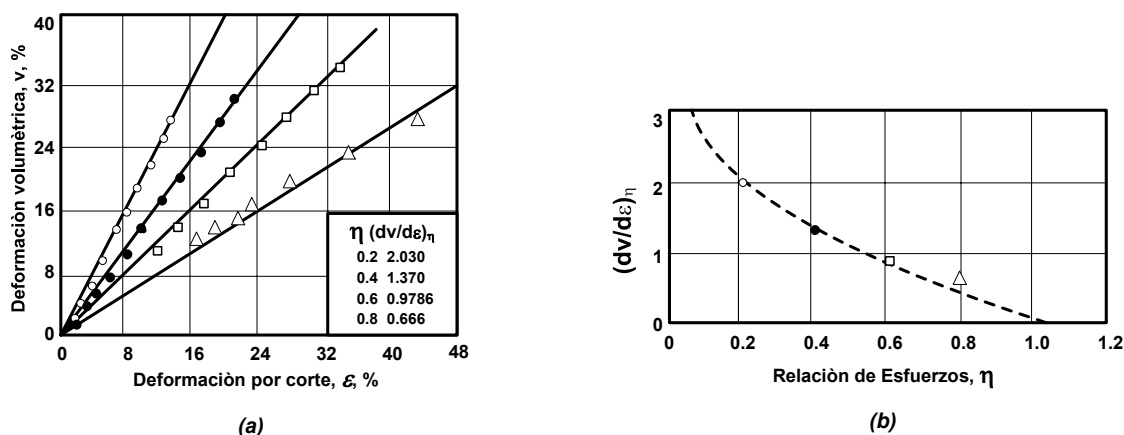 40
32
24
16
8
0
Deformaciòn volumètrica, v, %
η (dv/dε)η
0.2 2.030
0.4 1.370
0.6 0.9786
0.8 0.666
0 8 16 24 32 40 48
Deformaciòn por corte, ε, %
(a)
3
2
1
0
(dv/dε)η
0 0.2 0.4 0.6 0.8 1.0 1.2
Relaciòn de Esfuerzos, η
(b)